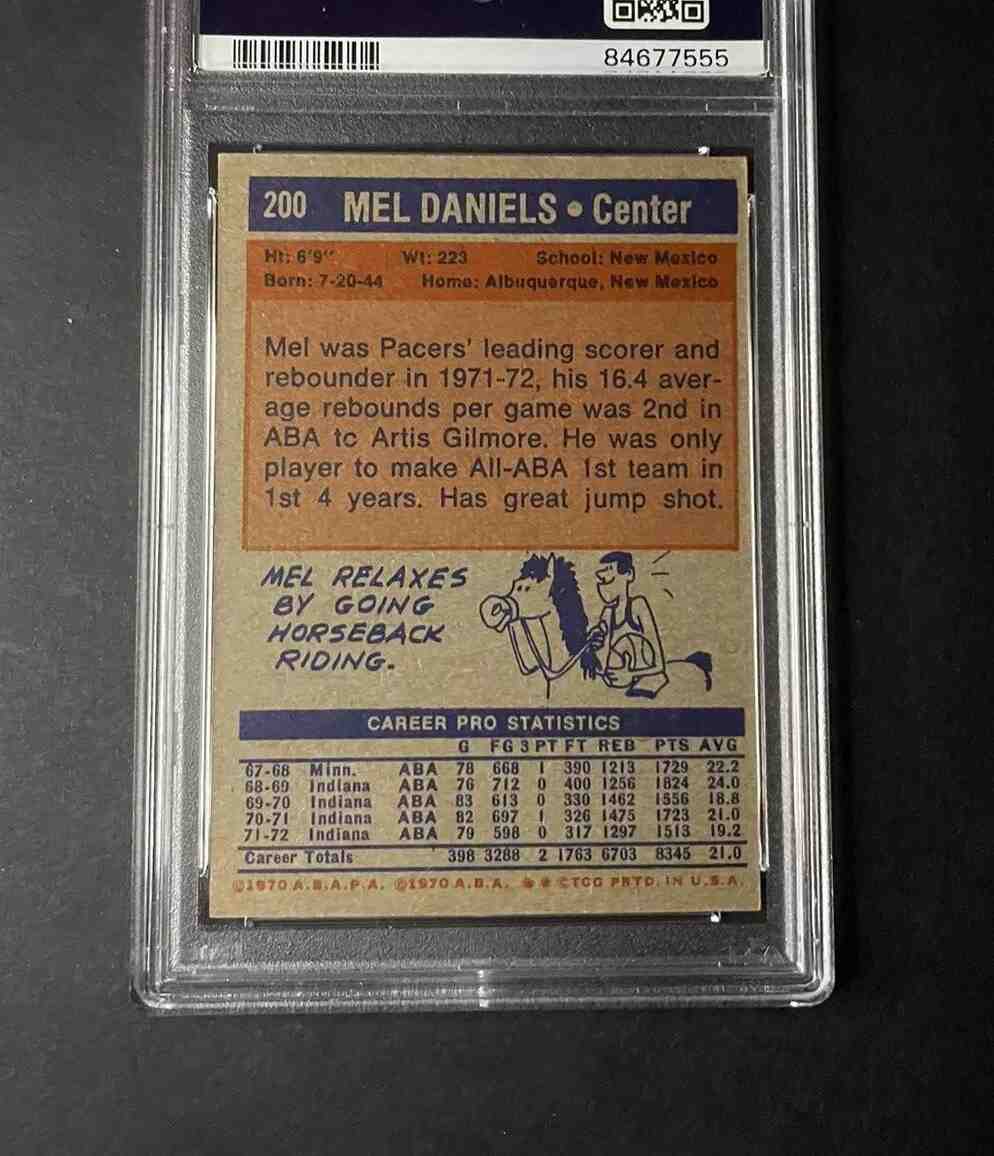 84677555
200 MEL DANIELS • Center
Ht: 6'9" Wt: 223 School: New Mexico
Born: 7-20-44 Home: Albuquerque, New Mexico
Mel was Pacers' leading scorer and
rebounder in 1971-72, his 16.4 aver-
age rebounds per game was 2nd in
ABA tc Artis Gilmore. He was only
player to make All-ABA 1st team in
1st 4 years. Has great jump shot.
MEL RELAXES
BY GOING
HORSEBACK
RIDING.
CAREER PRO STATISTICS
G FG 3 PT FT REB PTS AVG
67-68 Minn. ABA 78 668 1 390 1213 1729 22.2
68-69 Indiana ABA 76 712 0 400 1256 1824 24.0
69-70 Indiana ABA 83 613 0 330 1462 1556 18.8
70-71 Indiana ABA 82 697 1 326 1475 1723 21.0
71-72 Indiana ABA 79 598 0 317 1297 1513 19.2
Career Totals 398 3288 2 1763 6703 8345 21.0
©1970 A.B.A.P.A. ©1970 A.B.A. ✱ ✱ ©TCG PRTD. IN U.S.A.